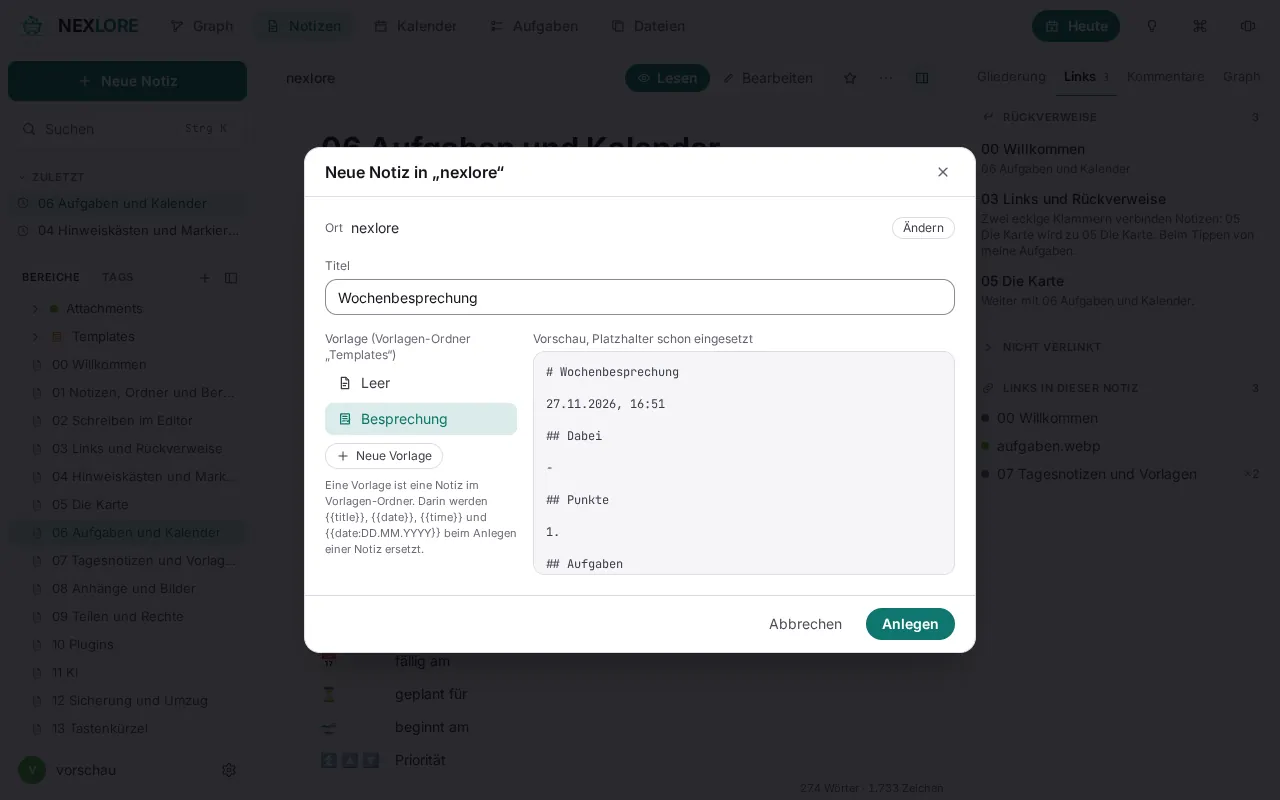 NEXLORE
Graph
Notizen
Kalender
Aufgaben
Dateien
Heute
Neue Notiz
nexlore
Lesen
Bearbeiten
Gliederung
Links 3
Kommentare
Graph
Suchen
Strg K
ZULETZT
06 Aufgaben und Kalender
04 Hinweiskästen und Markier...
BEREICHE
TAGS
Attachments
Templates
00 Willkommen
01 Notizen, Ordner und Ber...
02 Schreiben im Editor
03 Links und Rückverweise
04 Hinweiskästen und Mark...
05 Die Karte
06 Aufgaben und Kalender
07 Tagesnotizen und Vorlag...
08 Anhänge und Bilder
09 Teilen und Rechte
10 Plugins
11 KI
12 Sicherung und Umzug
13 Tastenkürzel
V
vorschau
06 Aufgaben und Kalender
Neue Notiz in „nexlore“
Ort nexlore
Ändern
Titel
Wochenbesprechung
Vorlage (Vorlagen-Ordner
„Templates“)
Leer
Besprechung
+ Neue Vorlage
Eine Vorlage ist eine Notiz im
Vorlagen-Ordner. Darin werden
{{title}}, {{date}}, {{time}} und
{{date:DD.MM.YYYY}} beim Anlegen
einer Notiz ersetzt.
Vorschau, Platzhalter schon eingesetzt
# Wochenbesprechung
27.11.2026, 16:51
## Dabei
-
## Punkte
1.
## Aufgaben
Abbrechen
Anlegen
fällig am
geplant für
beginnt am
Priorität
274 Wörter · 1.733 Zeichen
RÜCKVERWEISE 3
00 Willkommen
06 Aufgaben und Kalender
03 Links und Rückverweise
Zwei eckige Klammern verbinden Notizen: 05
Die Karte wird zu 05 Die Karte. Beim Tippen von
meine Aufgaben.
05 Die Karte
Weiter mit 06 Aufgaben und Kalender.
NICHT VERLINKT
LINKS IN DIESER NOTIZ 3
00 Willkommen
aufgaben.webp
07 Tagesnotizen und Vorlagen
×2